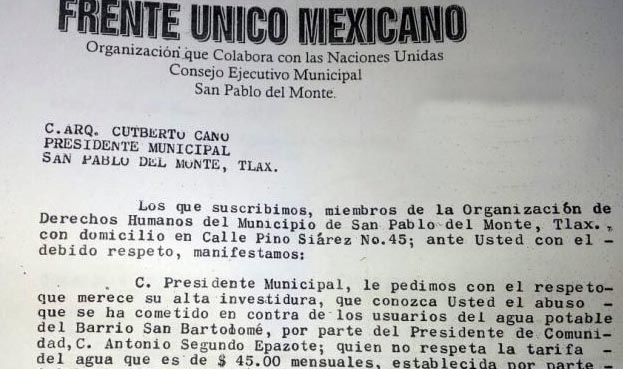 FRENTE UNICO MEXICANO
Organización que Colabora con las Naciones Unidas
Consejo Ejecutivo Municipal
San Pablo del Monte.
C.ARQ. CUTBERTO CANO
PRESIDENTE MUNICIPAL
SAN PABLO DEL MONTE, TLAX.
Los que suscribimos, miembros de la Organización de
Derechos Humanos del Municipio de San Pablo del Monte, Tlax.,
con domicilio en Calle Pino Siárez No.45; ante Usted con el -
debido respeto, manifestamos:
C. Presidente Municipal, le pedimos con el respeto-
que merece su alta investidura, que conozca Usted el abuso -
que se ha cometido en contra de los usuarios del agua potable
del Barrio San Bartolomé, por parte del Presidente de Comuni-
dad, C. Antonio Segundo Epazote; quien no respeta la tarifa -
del agua que es de $ 45.00 mensuales, establecida por parte -